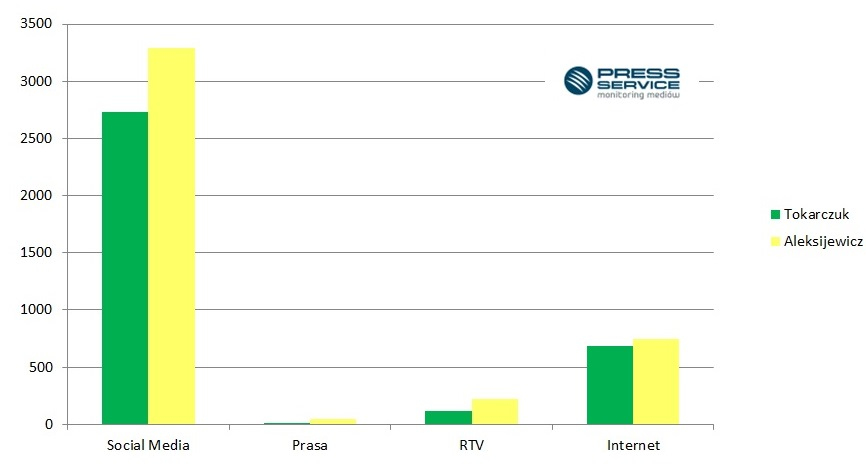 3500
3000
2500
2000
1500
1000
500
0
PRESS
SERVICE
monitoring mediów
Tokarczuk
Aleksijewicz
Social Media
Prasa
RTV
Internet